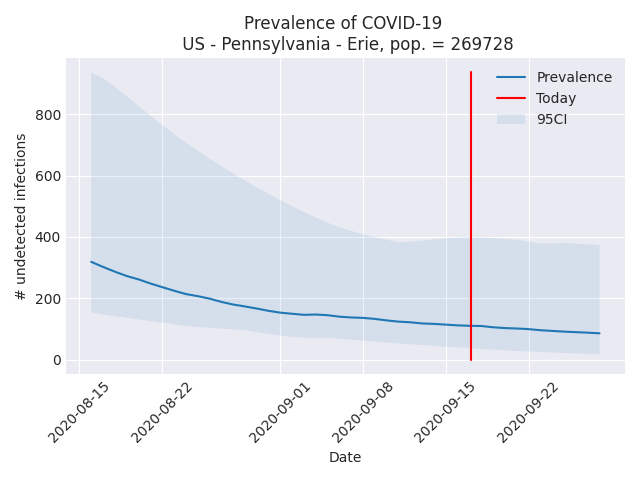 Prevalence of COVID-19
US - Pennsylvania - Erie, pop. = 269728
Prevalence
Today
95CI
800
600
400
200
0
# undetected infections
2020-08-15
2020-08-22
2020-09-01
2020-09-08
2020-09-15
2020-09-22
Date